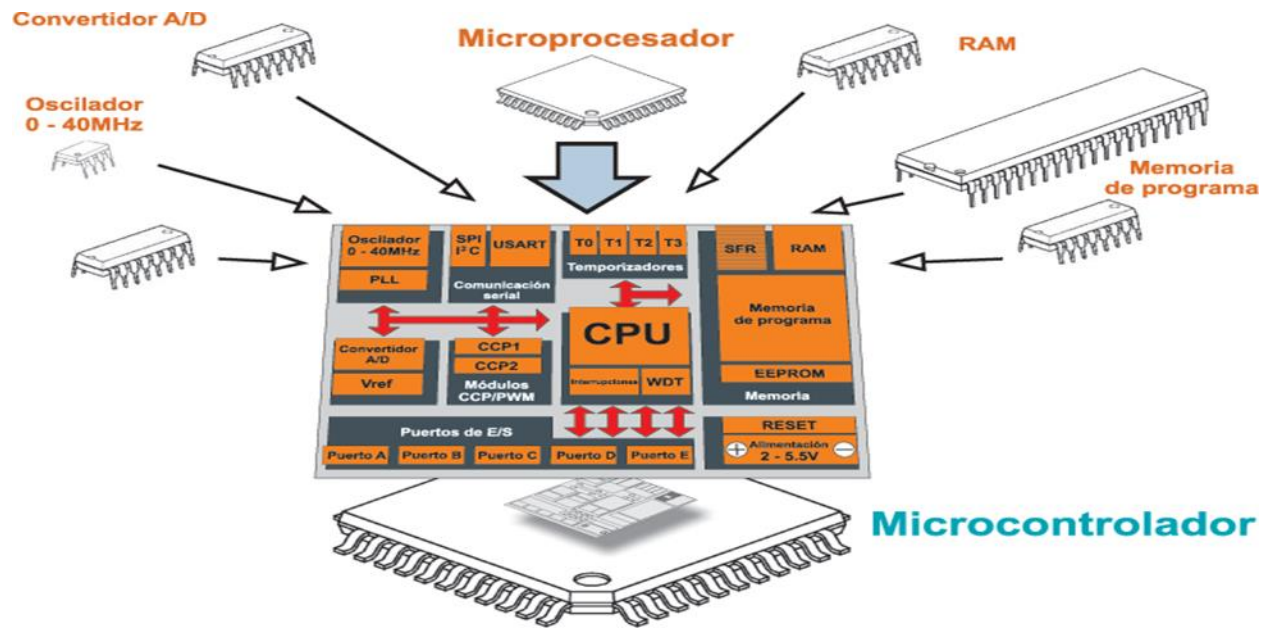 Convertidor A/D
Microprocesador
RAM
Oscilador
0 - 40MHz
Memoria
de programa
Oscilador
0 - 40MHz
PLL
SPI
I²C
USART
Comunicación
serial
T0 T1 T2 T3
Temporizadores
SFR
RAM
Memoria
de programa
EEPROM
Memoria
Convertidor
A/D
Vref
CCP1
CCP2
Módulos
CCP/PWM
CPU
Interrupciones
WDT
Puertos de E/S
Puerto A Puerto B Puerto C Puerto D Puerto E
RESET
+ Alimentación –
2 - 5.5V
Microcontrolador